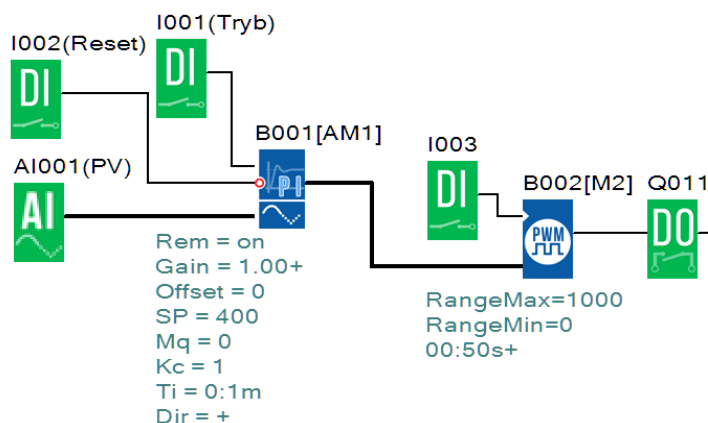 I001(Tryb)
I002(Reset)
DI
DI
B001[AM1]
AI001(PV)
I003
PI
DI
B002[M2]
Q011
AI
PWM
DO
Rem = on
Gain = 1.00+
Offset = 0
SP = 400
Mq = 0
Kc = 1
Ti = 0:1m
Dir = +
RangeMax=1000
RangeMin=0
00:50s+